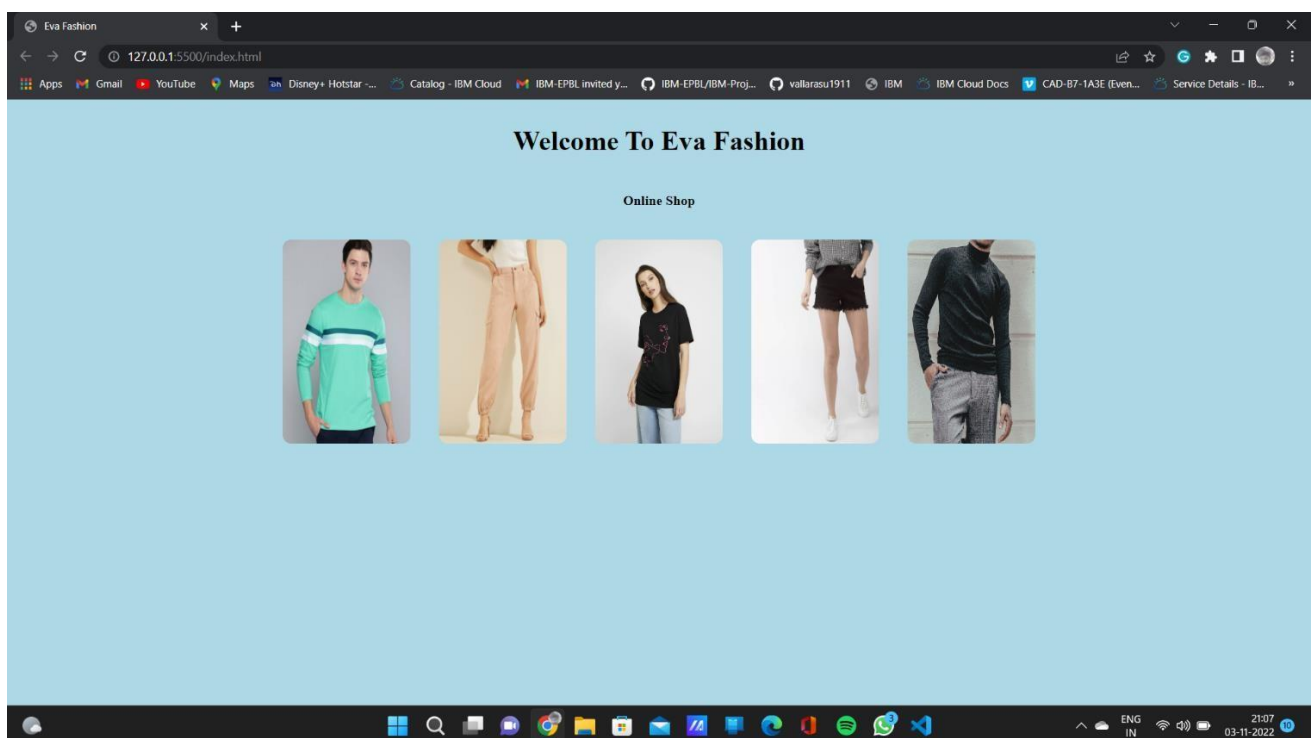 Eva Fashion
127.0.0.1:5500/index.html
Apps Gmail YouTube Maps Disney+ Hotstar -... Catalog - IBM Cloud IBM-EPBL invited y... IBM-EPBL/IBM-Proj... vallarasu1911 IBM IBM Cloud Docs CAD-B7-1A3E (Even... Service Details - IB... »
Welcome To Eva Fashion
Online Shop
ENG 21:07
IN 03-11-2022 10